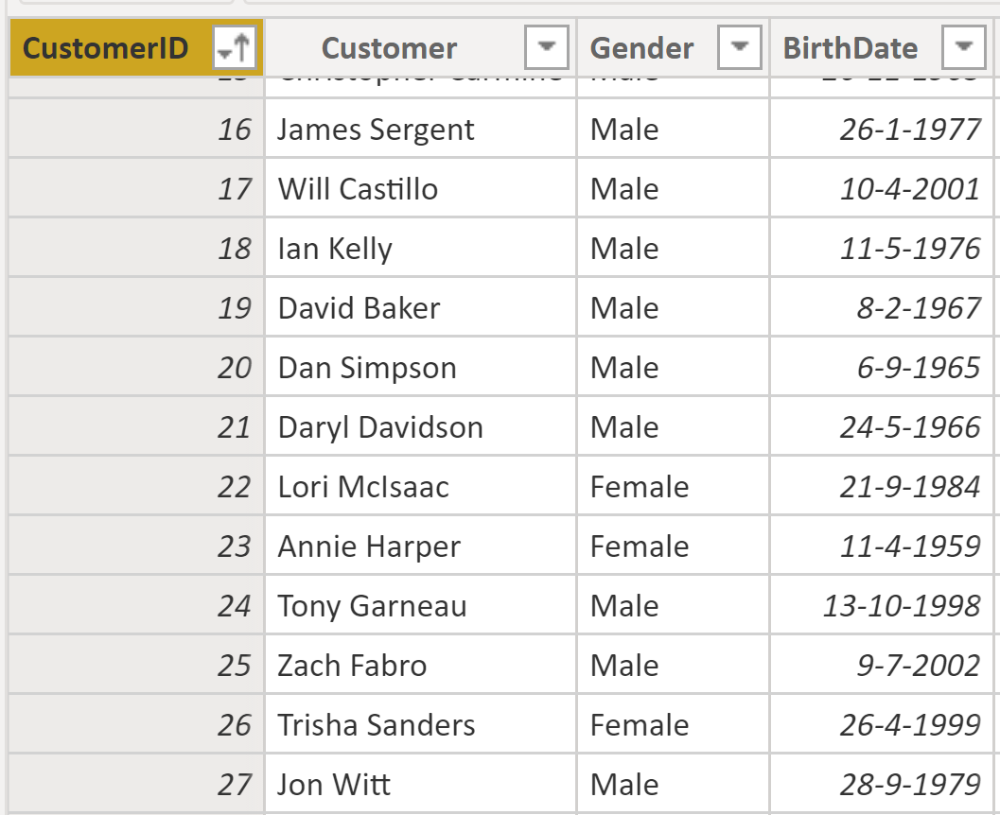 CustomerID Customer Gender BirthDate
16 James Sergent Male 26-1-1977
17 Will Castillo Male 10-4-2001
18 Ian Kelly Male 11-5-1976
19 David Baker Male 8-2-1967
20 Dan Simpson Male 6-9-1965
21 Daryl Davidson Male 24-5-1966
22 Lori McIsaac Female 21-9-1984
23 Annie Harper Female 11-4-1959
24 Tony Garneau Male 13-10-1998
25 Zach Fabro Male 9-7-2002
26 Trisha Sanders Female 26-4-1999
27 Jon Witt Male 28-9-1979